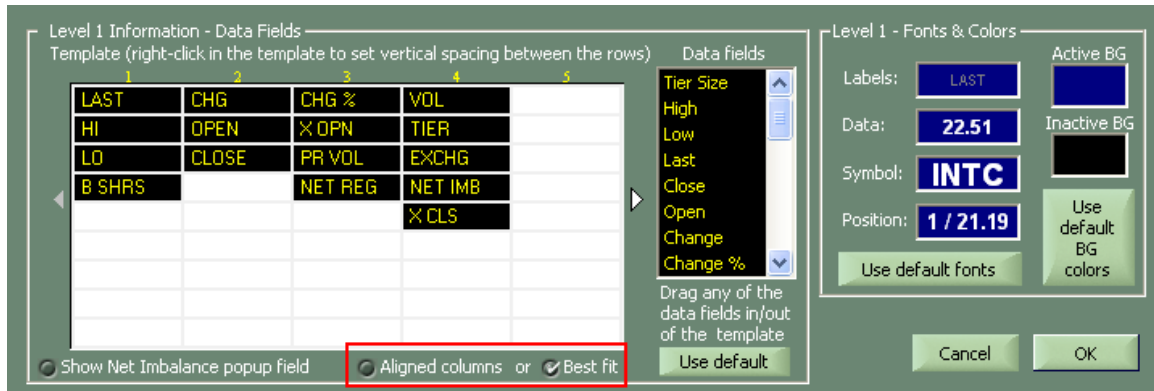 Level 1 Information - Data Fields
Template (right-click in the template to set vertical spacing between the rows)
1 2 3 4 5
LAST CHG CHG % VOL
HI OPEN X OPN TIER
LO CLOSE PR VOL EXCHG
B SHRS NET REG NET IMB
X CLS
Show Net Imbalance popup field
Aligned columns or Best fit
Data fields
Tier Size
High
Low
Last
Close
Open
Change
Change %
Drag any of the
data fields in/out
of the template
Use default
Level 1 - Fonts & Colors
Labels: LAST
Data: 22.51
Symbol: INTC
Position: 1 / 21.19
Use default fonts
Active BG
Inactive BG
Use
default
BG
colors
Cancel
OK